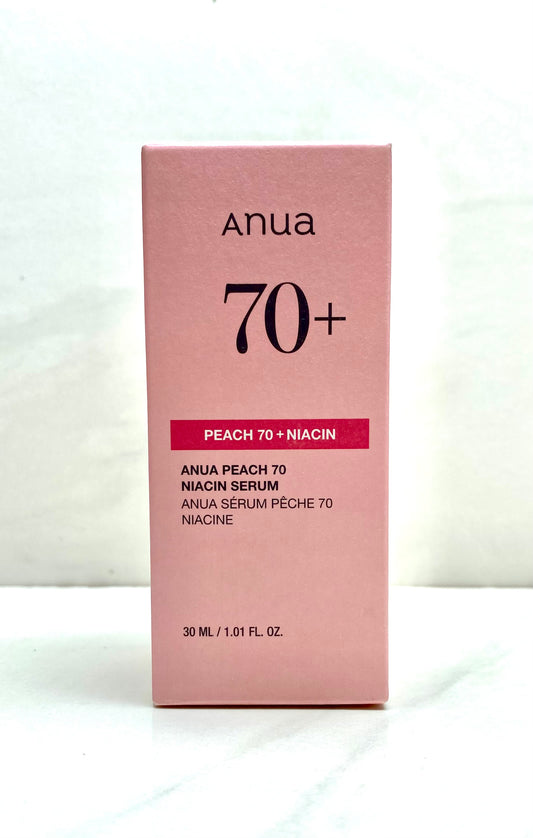 Anua
70+
PEACH 70 + NIACIN
ANUA PEACH 70
NIACIN SERUM
ANUA SÉRUM PÊCHE 70
NIACINE
30 ML / 1.01 FL. OZ.